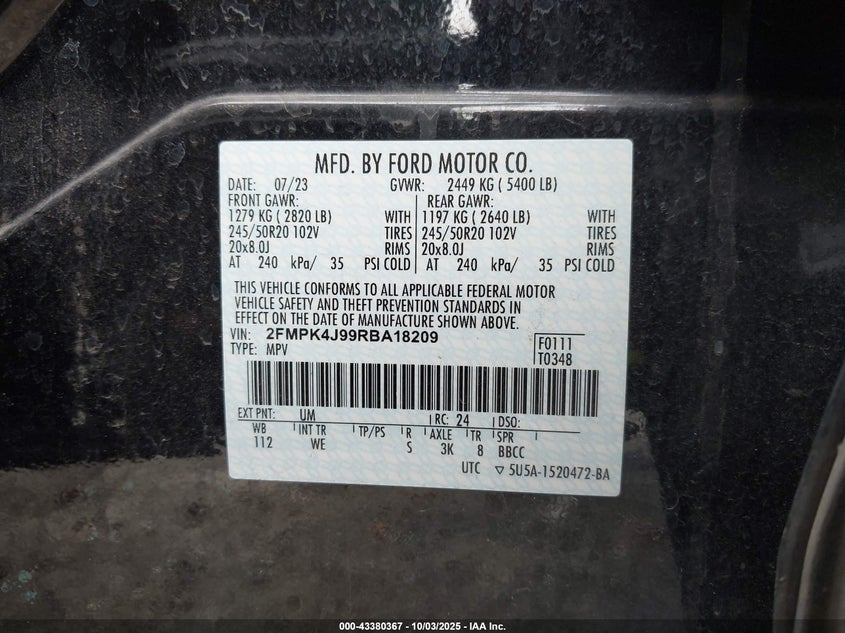 MFD. BY FORD MOTOR CO.
DATE: 07/23 GVWR: 2449 KG ( 5400 LB)
FRONT GAWR: REAR GAWR:
1279 KG ( 2820 LB) WITH 1197 KG ( 2640 LB) WITH
245/50R20 102V TIRES 245/50R20 102V TIRES
20x8.0J RIMS 20x8.0J RIMS
AT 240 kPa/ 35 PSI COLD AT 240 kPa/ 35 PSI COLD
THIS VEHICLE CONFORMS TO ALL APPLICABLE FEDERAL MOTOR
VEHICLE SAFETY AND THEFT PREVENTION STANDARDS IN
EFFECT ON THE DATE OF MANUFACTURE SHOWN ABOVE.
VIN: 2FMPK4J99RBA18209 F0111
TYPE: MPV T0348
EXT PNT: UM RC: 24 DSO:
WB INT TR TP/PS R AXLE TR SPR
112 WE S 3K 8 BBCC
UTC ▽ 5U5A-1520472-BA
000-43380367 - 10/03/2025 - IAA Inc.